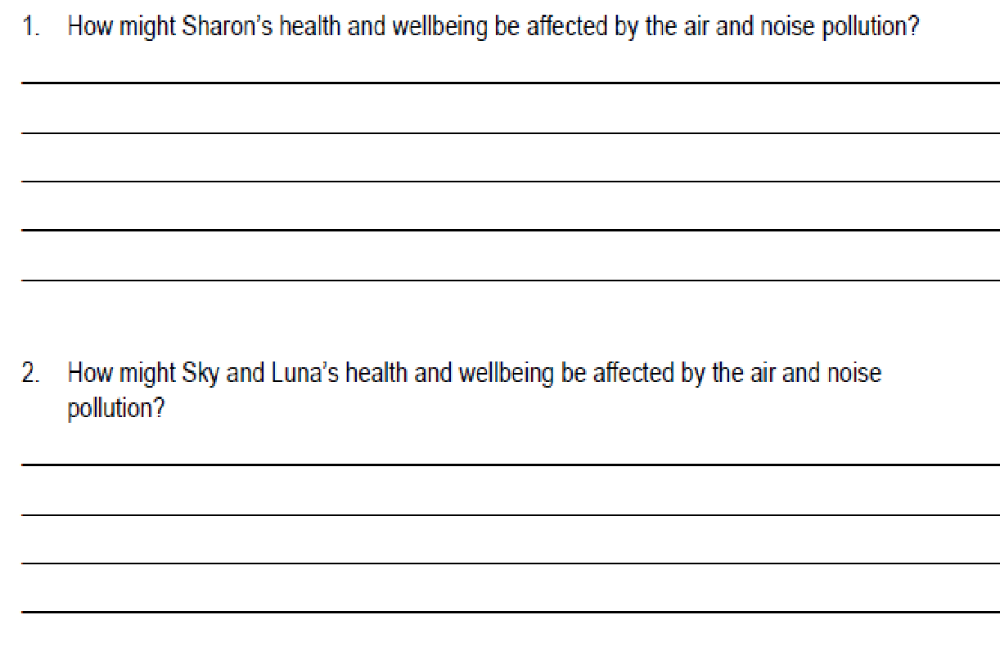 1. How might Sharon’s health and wellbeing be affected by the air and noise pollution?
2. How might Sky and Luna’s health and wellbeing be affected by the air and noise
pollution?